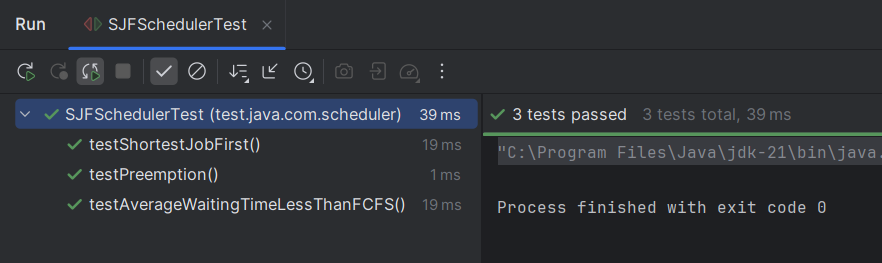 Run SJFSchedulerTest
SJFSchedulerTest (test.java.com.scheduler) 39 ms
testShortestJobFirst() 19 ms
testPreemption() 1 ms
testAverageWaitingTimeLessThanFCFS() 19 ms
3 tests passed 3 tests total, 39 ms
"C:\Program Files\Java\jdk-21\bin\java.
Process finished with exit code 0